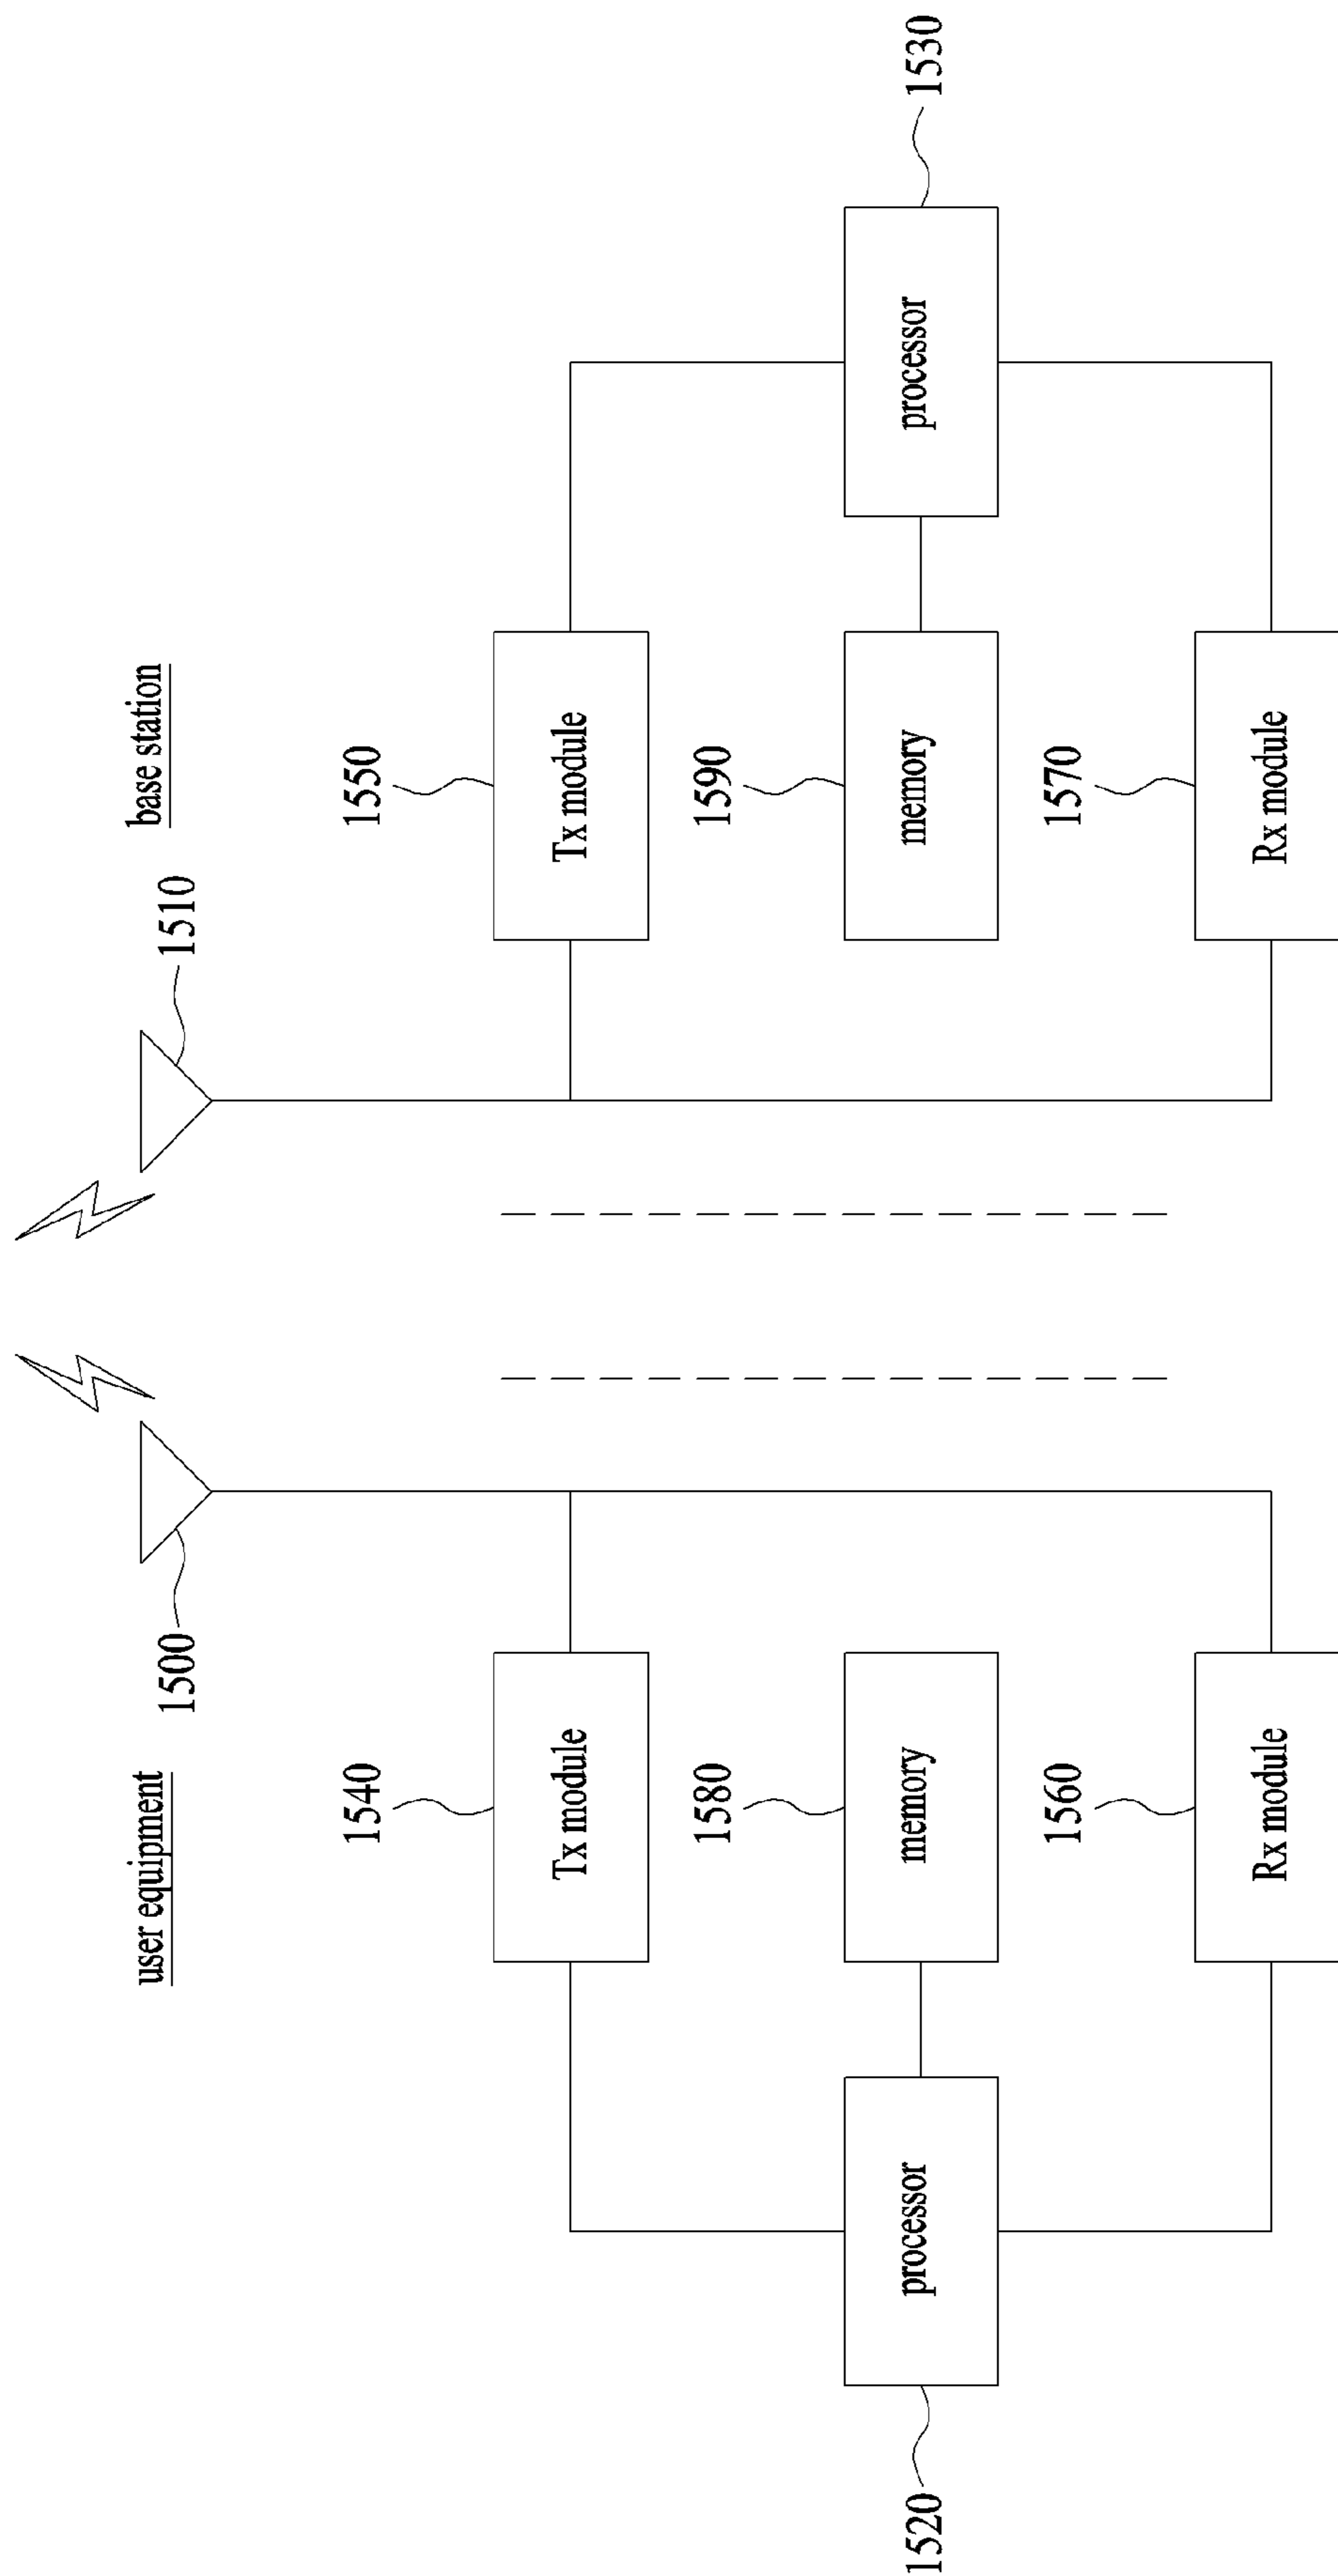 user equipment
base station
1500
1510
1540
Tx module
1550
Tx module
1520
processor
1580
memory
1590
memory
processor
1530
1560
Rx module
1570
Rx module